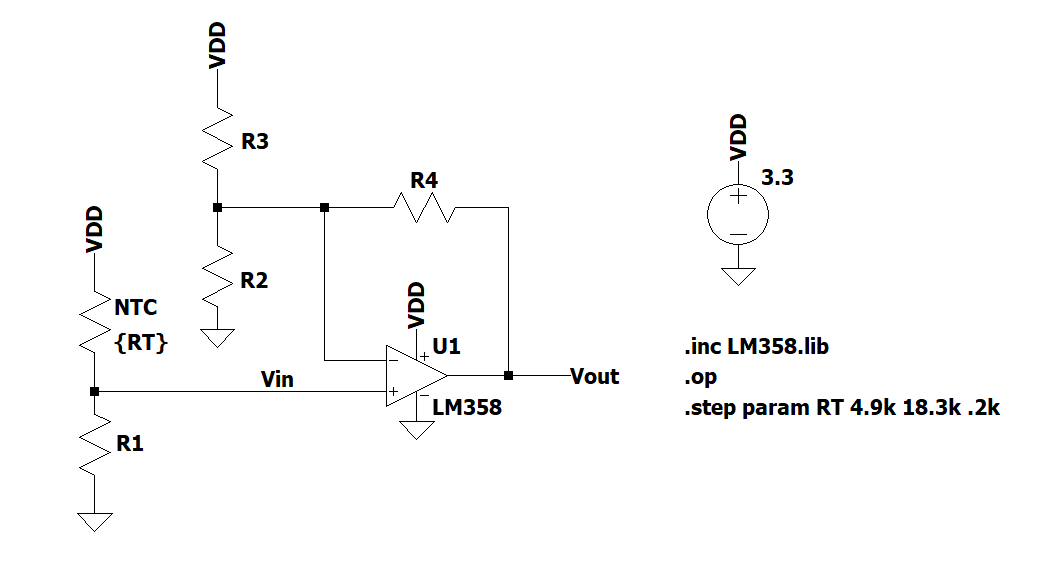 VDD
R3
VDD
3.3
R4
VDD
R2
VDD
NTC
{RT}
U1
.inc LM358.lib
Vin
Vout
.op
LM358
.step param RT 4.9k 18.3k .2k
R1